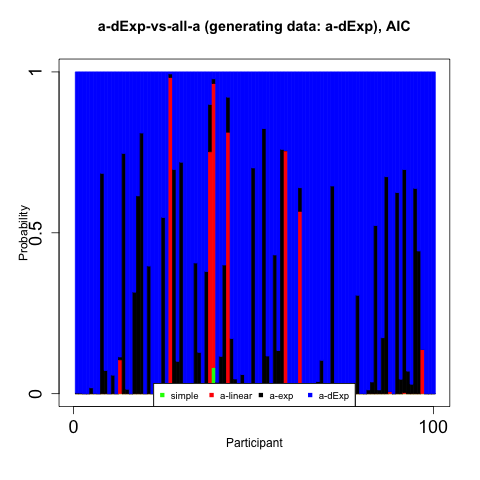 a-dExp-vs-all-a (generating data: a-dExp), AIC
1
0.5
0
Probability
simple a-linear a-exp a-dExp
0 100
Participant